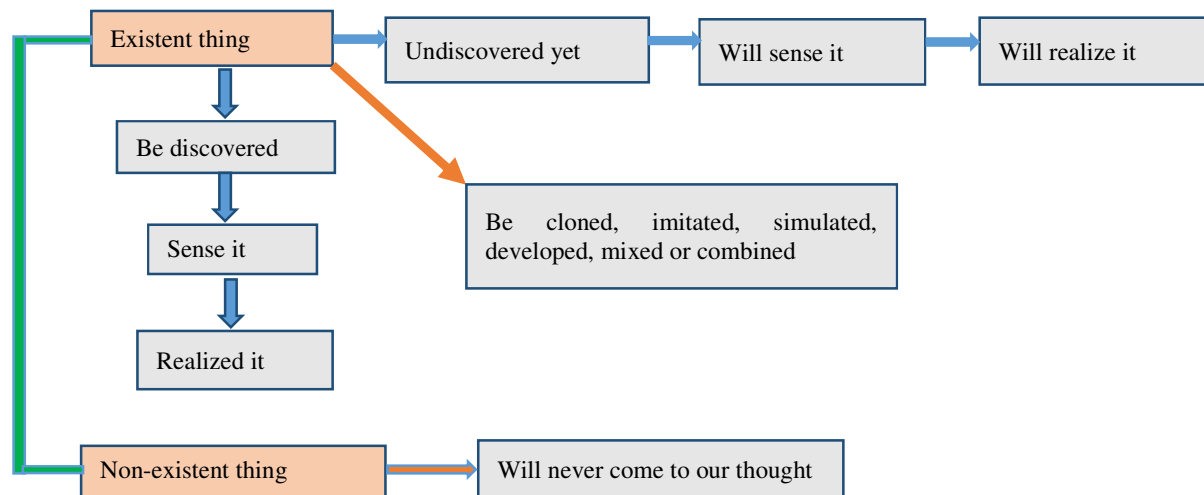 Existent thing
Undiscovered yet
Will sense it
Will realize it
Be discovered
Be cloned, imitated, simulated,
developed, mixed or combined
Sense it
Realized it
Non-existent thing
Will never come to our thought